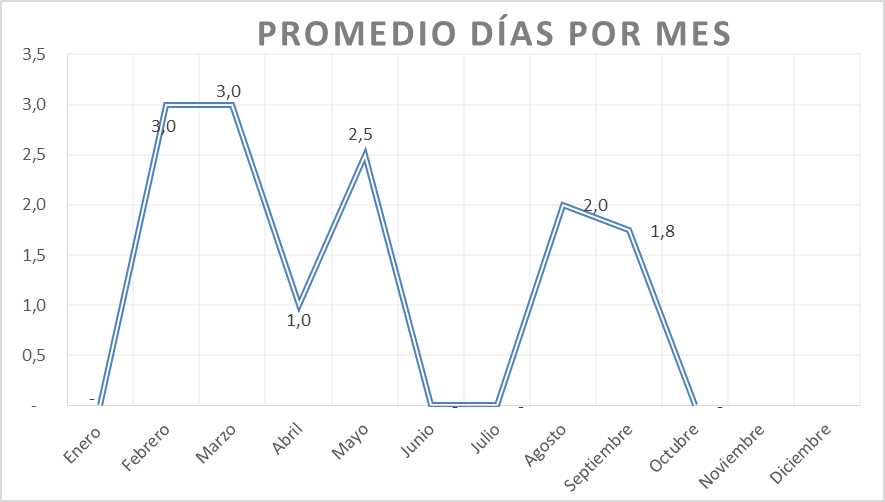 PROMEDIO DÍAS POR MES
3,5
3,0
2,5
2,0
1,5
1,0
0,5
-
-
3,0
3,0
1,0
2,5
-
-
2,0
1,8
-
Enero
Febrero
Marzo
Abril
Mayo
Junio
Julio
Agosto
Septiembre
Octubre
Noviembre
Diciembre